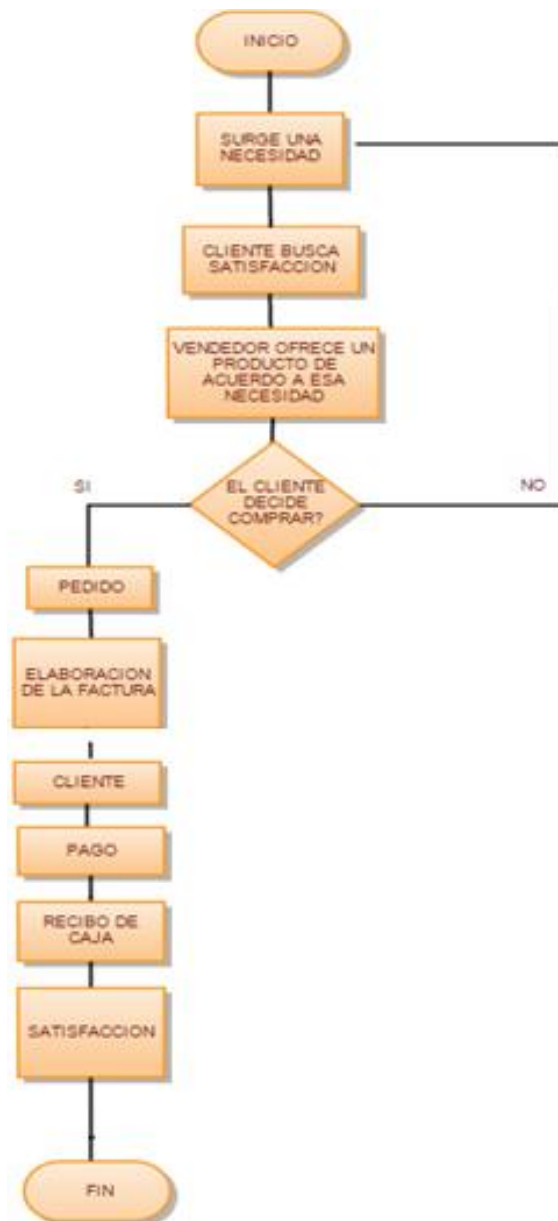 INICIO
SURGE UNA
NECESIDAD
CLIENTE BUSCA
SATISFACCION
VENDEDOR OFRECE UN
PRODUCTO DE
ACUERDO A ESA
NECESIDAD
EL CLIENTE
DECIDE
COMPRAR?
SI
NO
PEDIDO
ELABORACION
DE LA FACTURA
CLIENTE
PAGO
RECIBO DE
CAJA
SATISFACCION
FIN